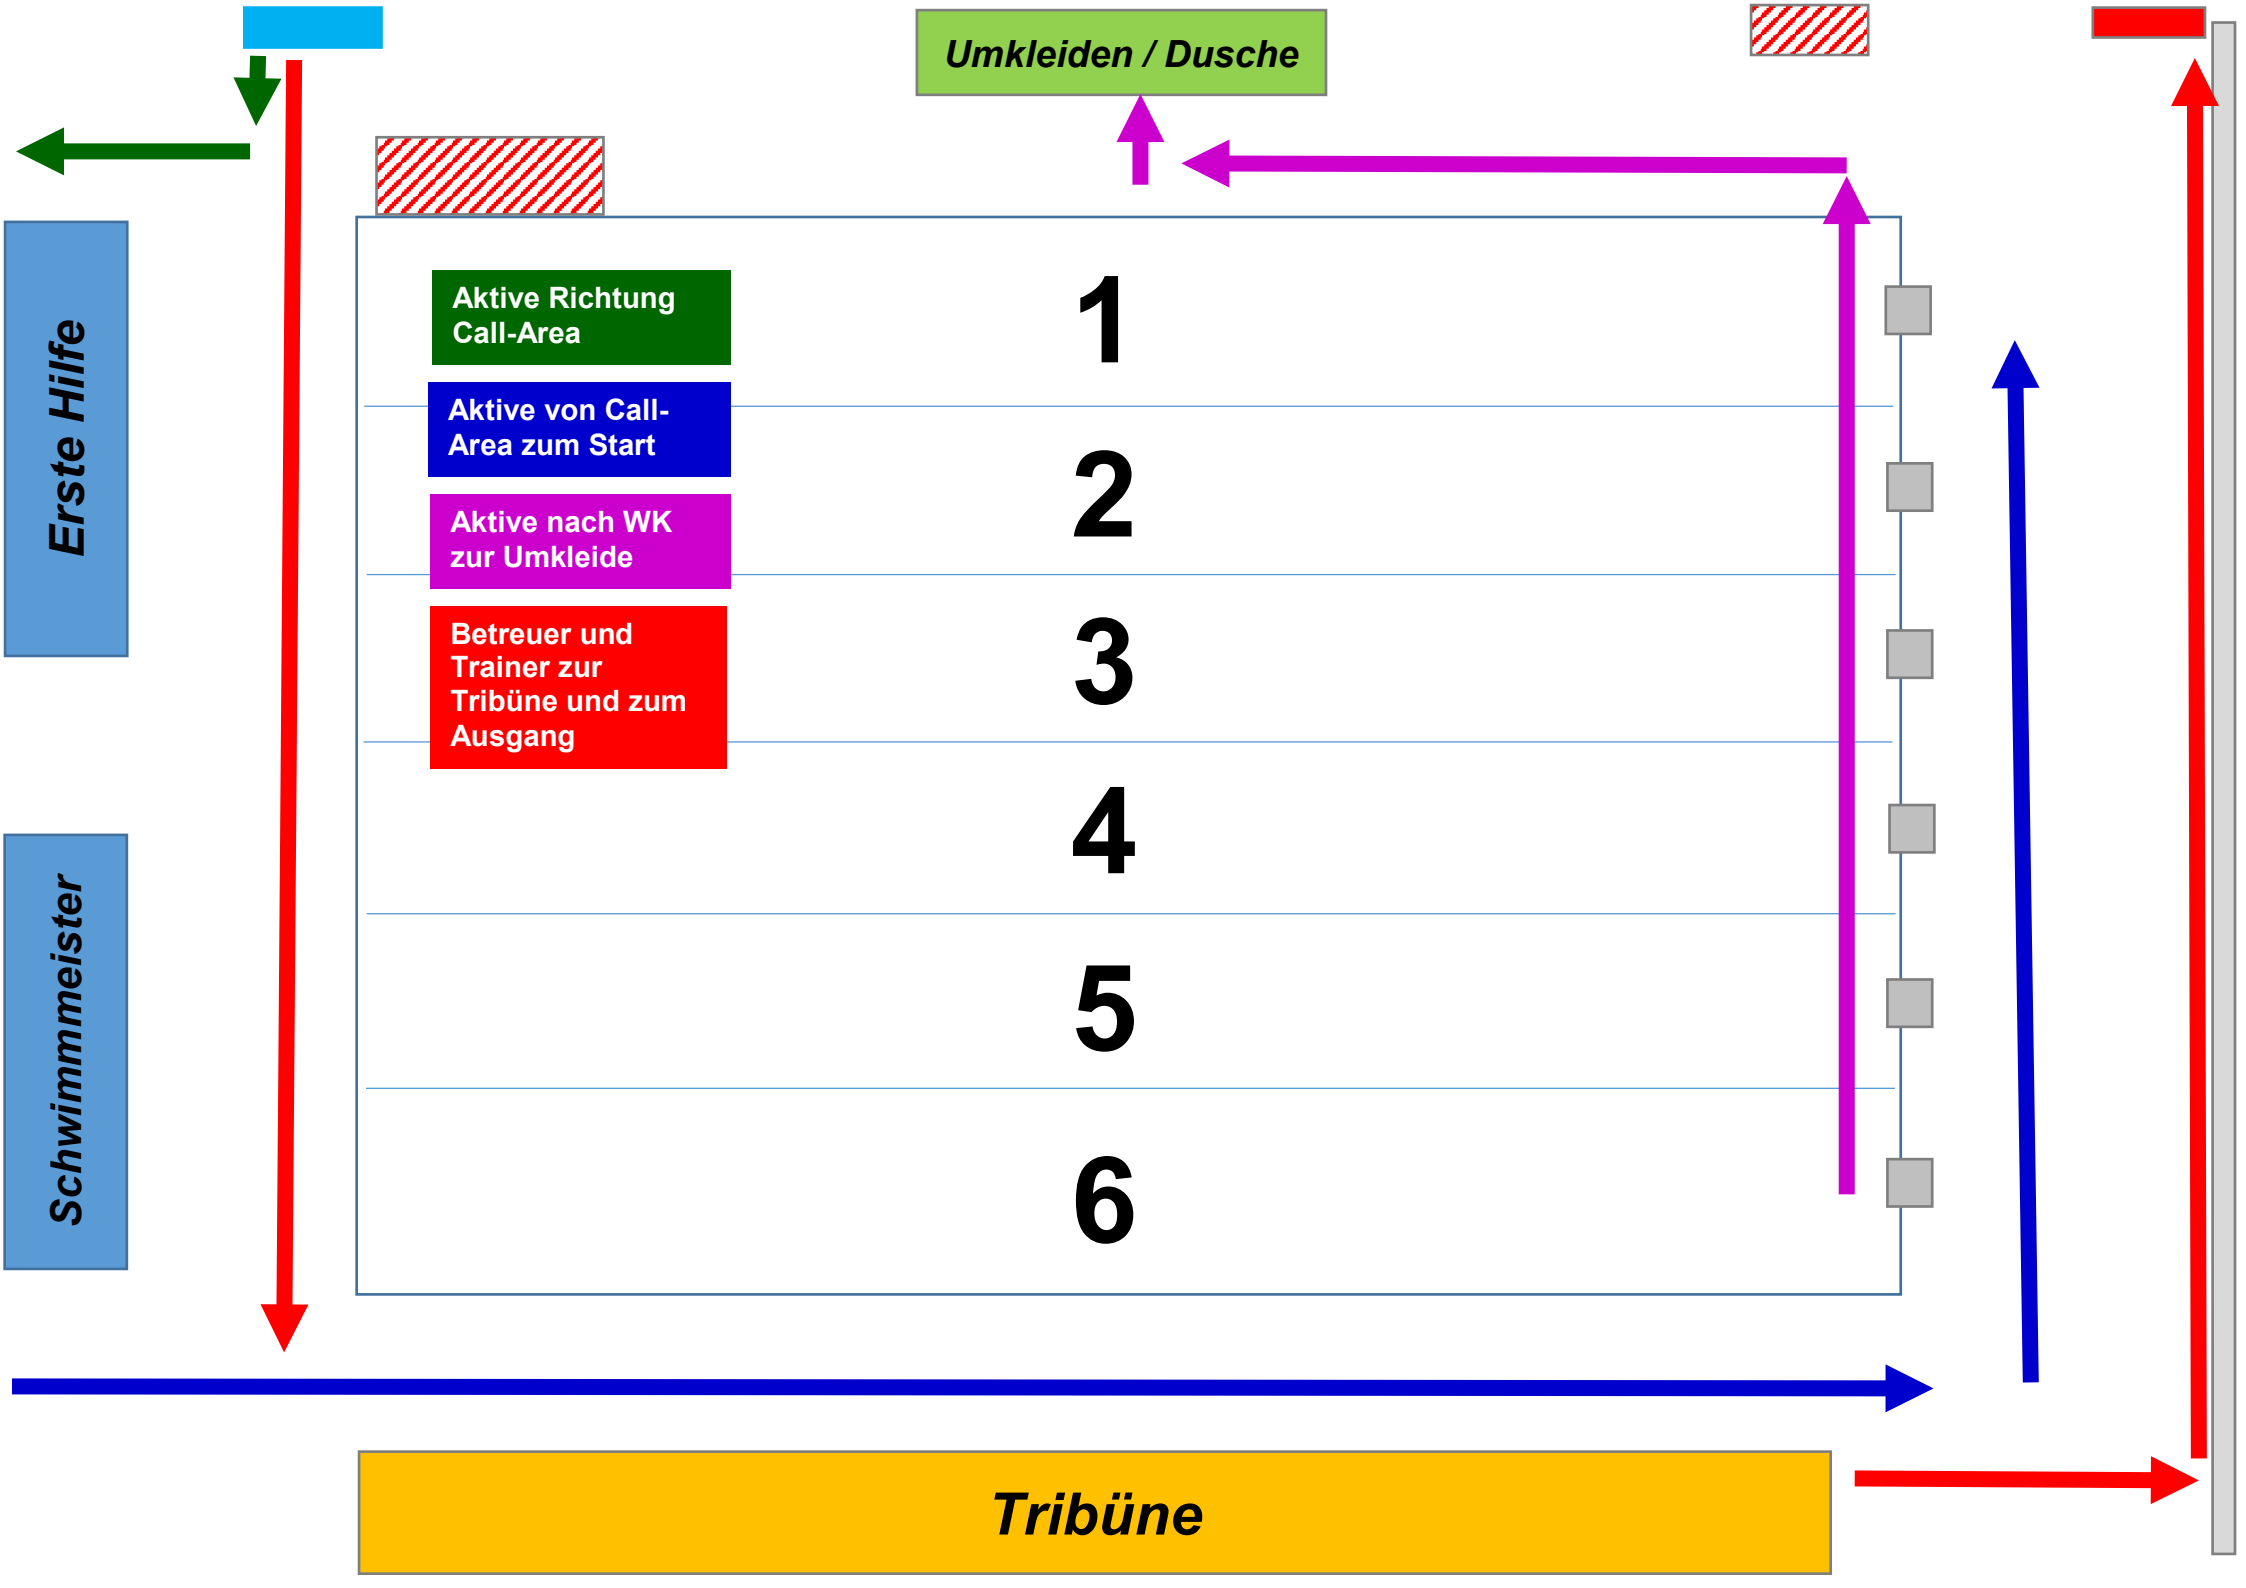 Umkleiden / Dusche
Erste Hilfe
Schwimmmeister
Aktive Richtung
Call-Area
Aktive von Call-
Area zum Start
Aktive nach WK
zur Umkleide
Betreuer und
Trainer zur
Tribüne und zum
Ausgang
1
2
3
4
5
6
Tribüne